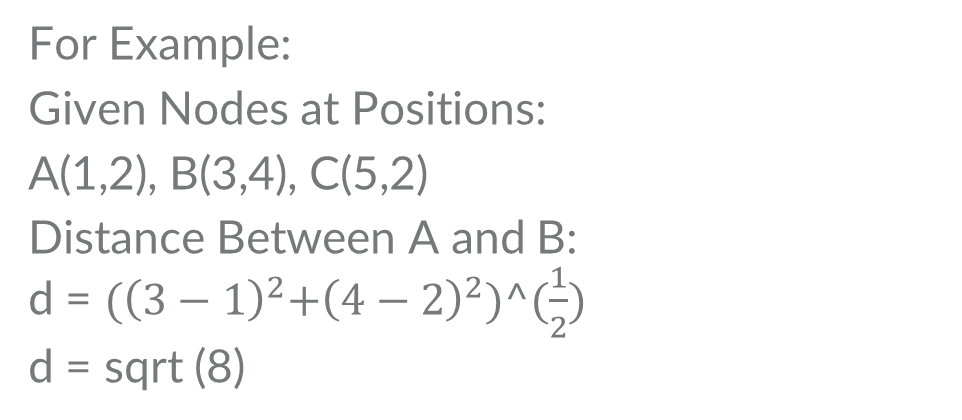 For Example:
Given Nodes at Positions:
A(1,2), B(3,4), C(5,2)
Distance Between A and B:
d = ((3 − 1)²+(4 − 2)²)^(1/2)
d = sqrt (8)